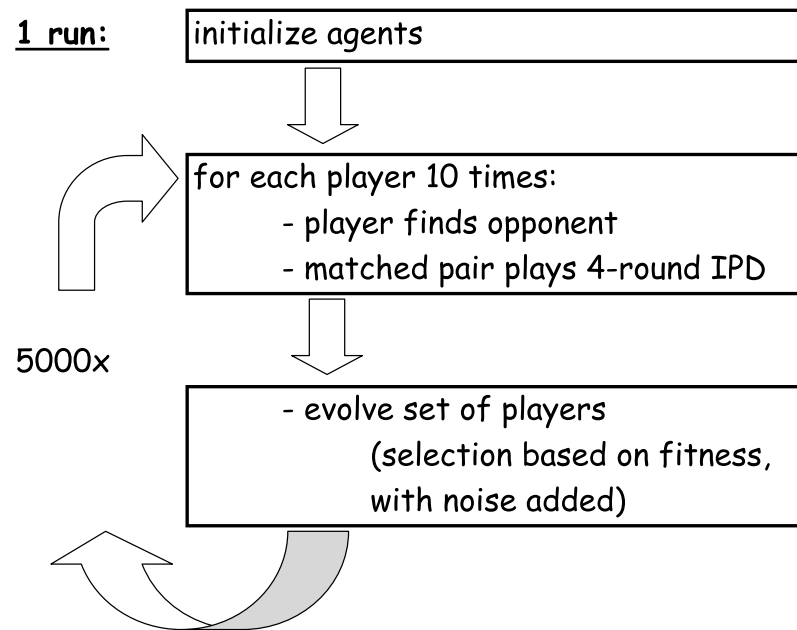 1 run:
initialize agents
for each player 10 times:
- player finds opponent
- matched pair plays 4-round IPD
5000x
- evolve set of players
(selection based on fitness,
with noise added)